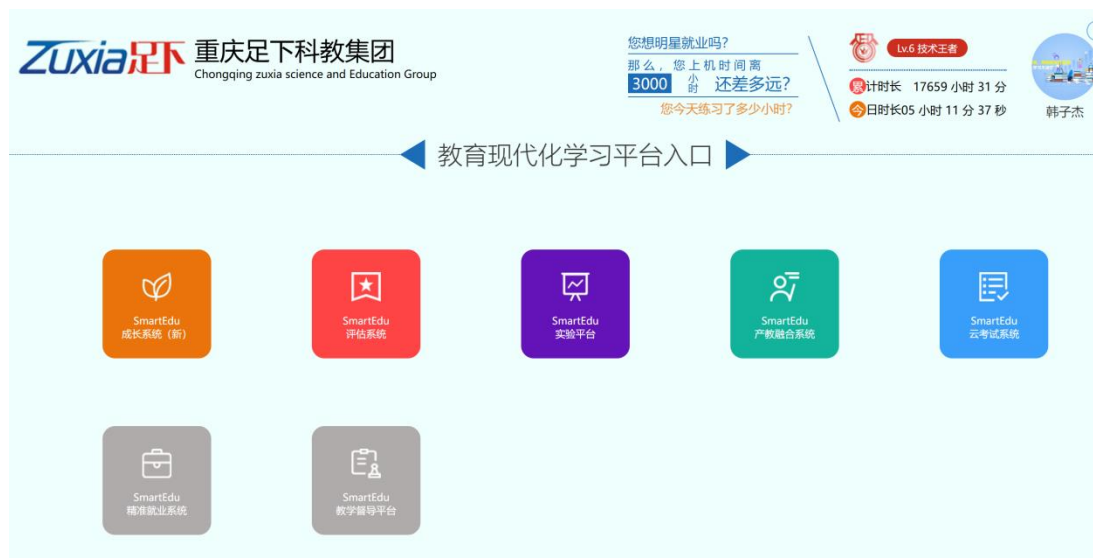 Zuxia足下
重庆足下科教集团
Chongqing zuxia science and Education Group
您想明星就业吗?
那么,您上机时间离
3000 小时 还差多远?
您今天练习了多少小时?
Lv.6 技术王者
累计时长 17659 小时 31 分
今日时长05 小时 11 分 37 秒
韩子杰
教育现代化学习平台入口
SmartEdu
成长系统(新)
SmartEdu
评估系统
SmartEdu
实验平台
SmartEdu
产教融合系统
SmartEdu
云考试系统
SmartEdu
精准就业系统
SmartEdu
教学督导平台